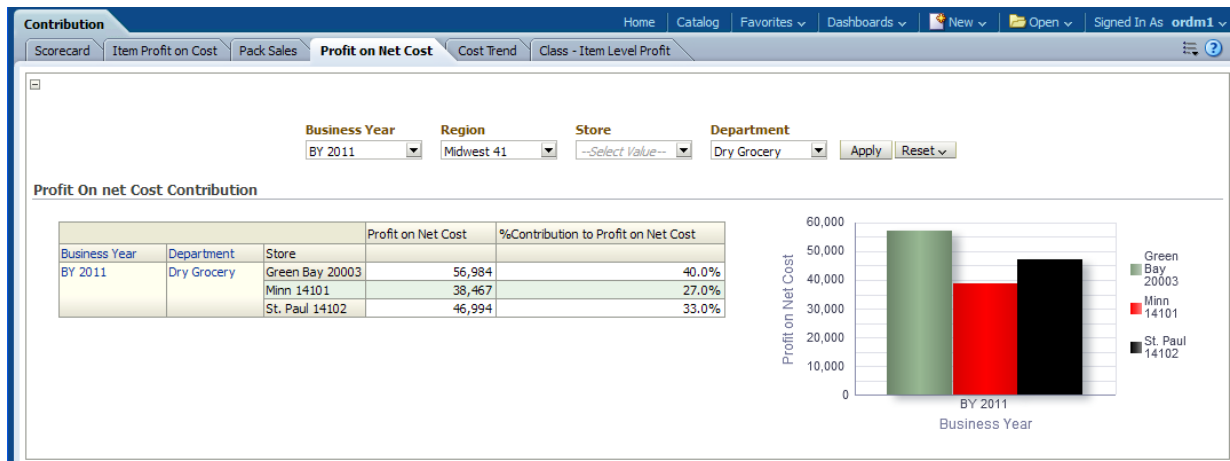 Contribution Home Catalog Favorites Dashboards New Open Signed In As ordm1
Scorecard Item Profit on Cost Pack Sales Profit on Net Cost Cost Trend Class - Item Level Profit ?
Business Year Region Store Department
BY 2011 Midwest 41 --Select Value-- Dry Grocery Apply Reset
Profit On net Cost Contribution
Profit on Net Cost %Contribution to Profit on Net Cost
Business Year Department Store
BY 2011 Dry Grocery Green Bay 20003 56,984 40.0%
Minn 14101 38,467 27.0%
St. Paul 14102 46,994 33.0%
Profit on Net Cost
60,000
50,000
40,000
30,000
20,000
10,000
0
BY 2011
Business Year
Green
Bay
20003
Minn
14101
St. Paul
14102